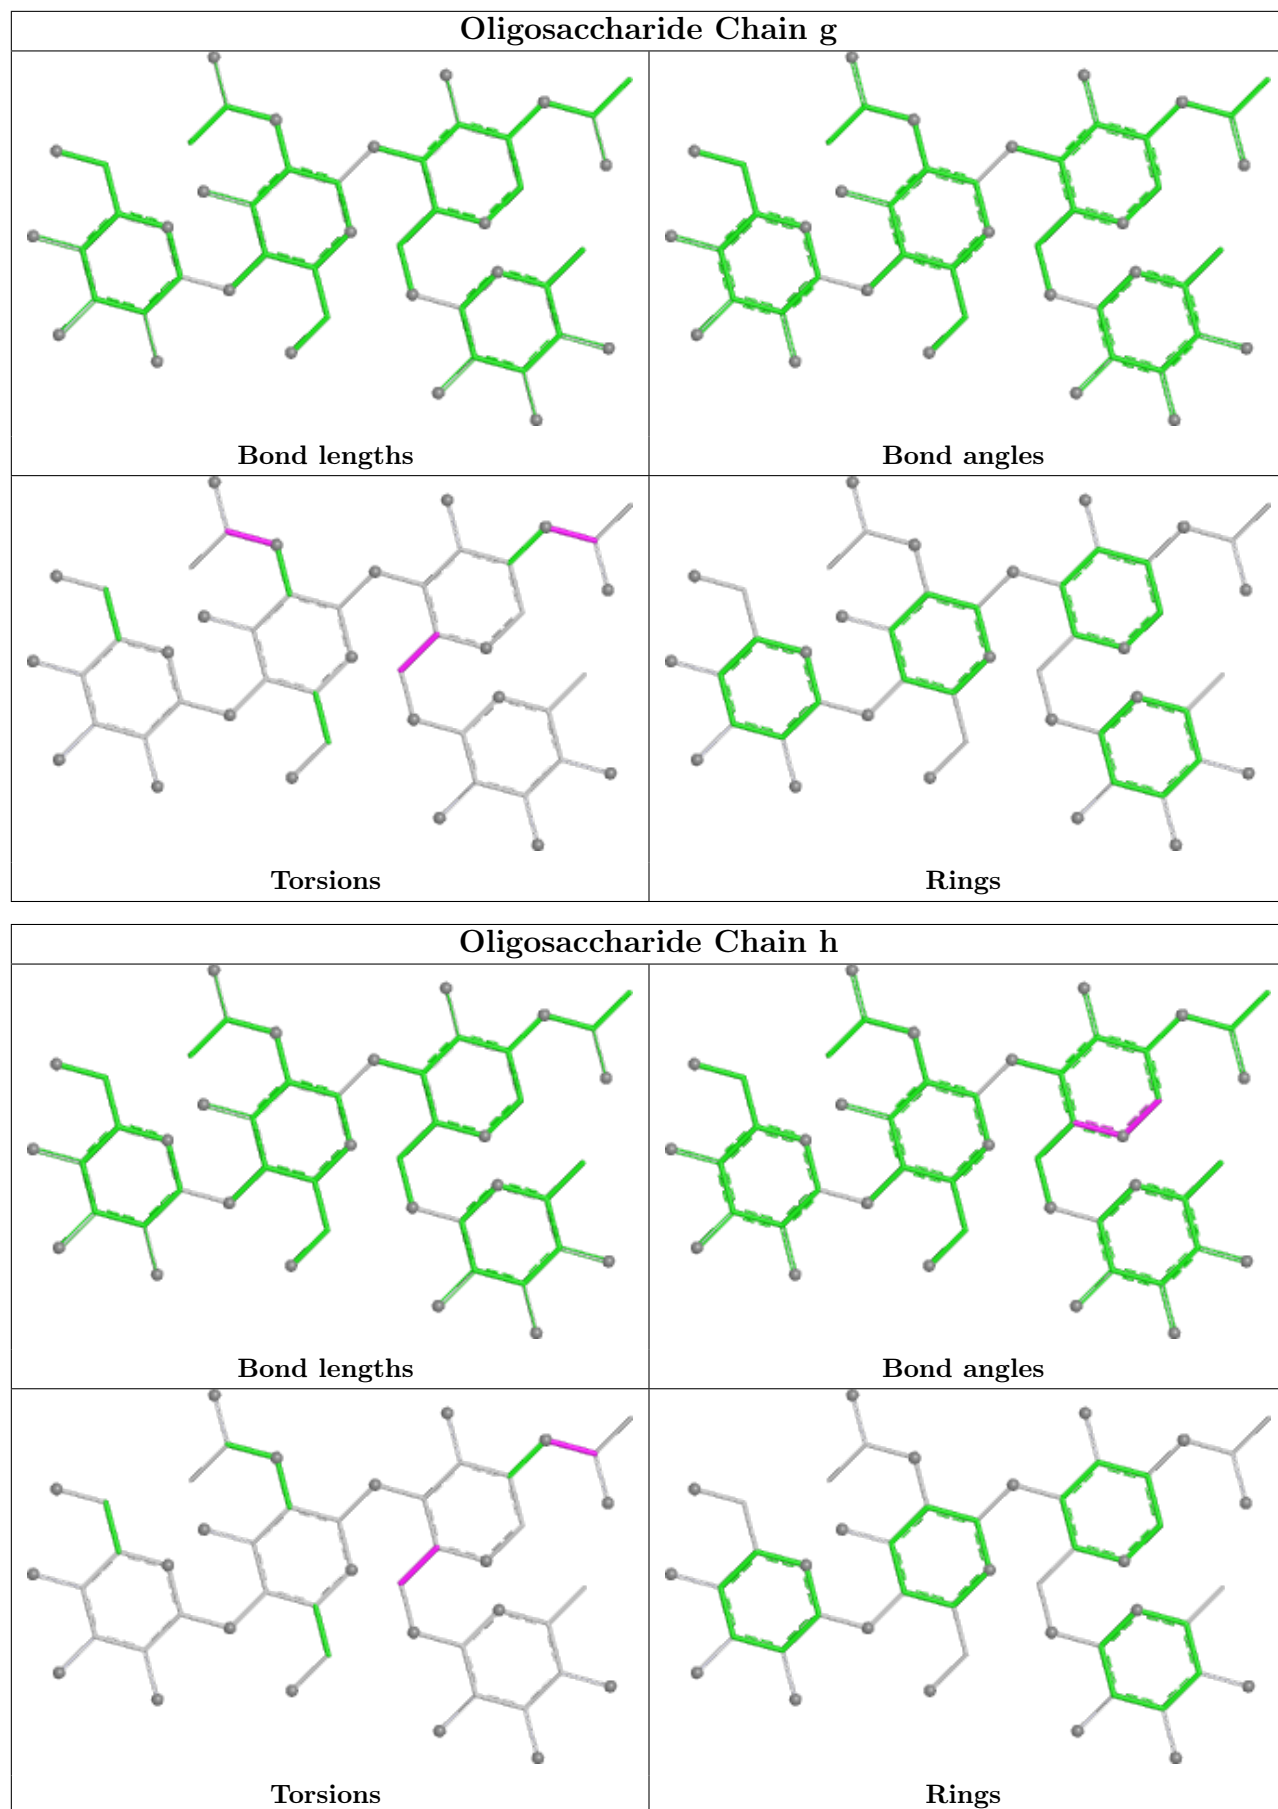 Oligosaccharide Chain g
Bond lengths
Bond angles
Torsions
Rings
Oligosaccharide Chain h
Bond lengths
Bond angles
Torsions
Rings